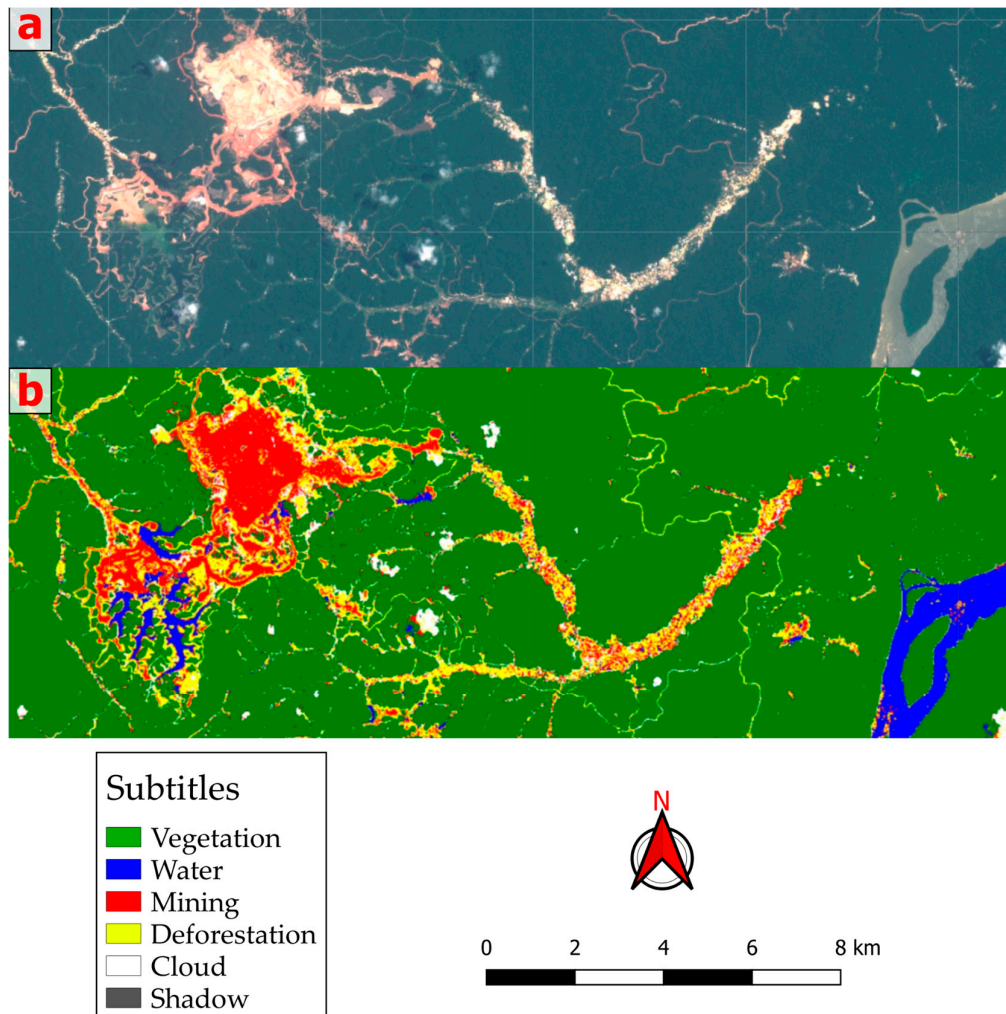 a
b
Subtitles
Vegetation
Water
Mining
Deforestation
Cloud
Shadow
N
0 2 4 6 8 km